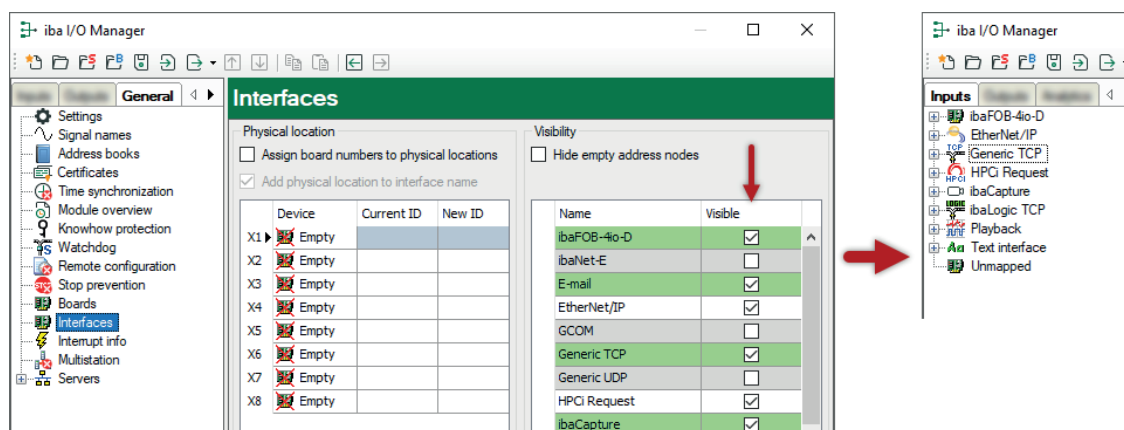 iba I/O Manager
General
Settings
Signal names
Address books
Certificates
Time synchronization
Module overview
Knowhow protection
Watchdog
Remote configuration
Stop prevention
Boards
Interfaces
Interrupt info
Multistation
Servers
Interfaces
Physical location
Assign board numbers to physical locations
Add physical location to interface name
Device Current ID New ID
X1 Empty
X2 Empty
X3 Empty
X4 Empty
X5 Empty
X6 Empty
X7 Empty
X8 Empty
Visibility
Hide empty address nodes
Name Visible
ibaFOB-4io-D
ibaNet-E
E-mail
EtherNet/IP
GCOM
Generic TCP
Generic UDP
HPCi Request
ibaCapture
iba I/O Manager
Inputs
ibaFOB-4io-D
EtherNet/IP
TCP Generic TCP
HPCi HPCi Request
ibaCapture
LOGIC ibaLogic TCP
Playback
Aa Text interface
Unmapped